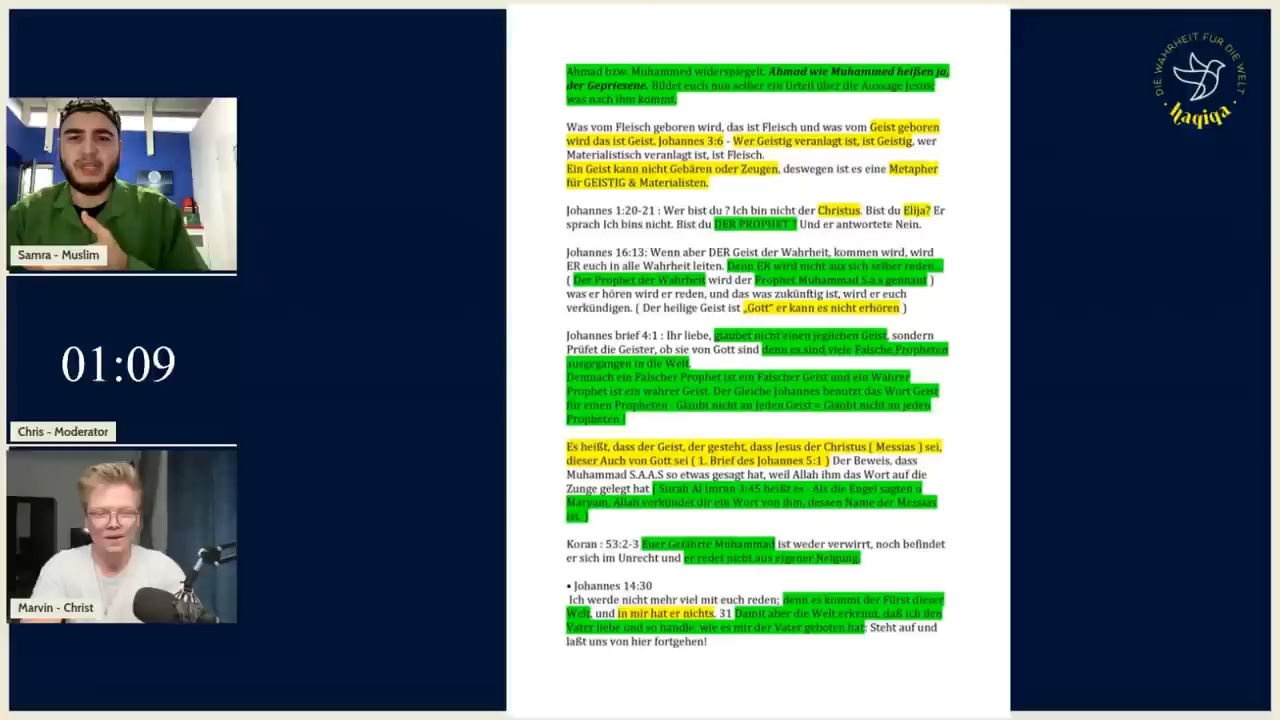 Ahmad bzw. Muhammed widerspiegelt. Ahmad wie Muhammed heißen ja,
der Gepriesene. Bildet euch nun selber ein Urteil über die Aussage Jesus;
was nach ihm kommt.
Was vom Fleisch geboren wird, das ist Fleisch und was vom Geist geboren
wird das ist Geist. Johannes 3:6 - Wer Geistig veranlagt ist, ist Geistig, wer
Materialistisch veranlagt ist, ist Fleisch.
Ein Geist kann nicht Gebären oder Zeugen, deswegen ist es eine Metapher
für GEISTIG & Materialisten.
Johannes 1:20-21 : Wer bist du ? Ich bin nicht der Christus. Bist du Elija? Er
sprach Ich bins nicht. Bist du DER PROPHET ? Und er antwortete Nein.
Johannes 16:13: Wenn aber DER Geist der Wahrheit, kommen wird, wird
ER euch in alle Wahrheit leiten. Denn ER wird nicht aus sich selber reden...
( Der Prophet der Wahrheit wird der Prophet Muhammad S.a.s gennant )
was er hören wird er reden, und das was zukünftig ist, wird er euch
verkündigen. ( Der heilige Geist ist „Gott“ er kann es nicht erhören )
Johannes brief 4:1 : Ihr liebe, glaubet nicht einen jeglichen Geist, sondern
Prüfet die Geister, ob sie von Gott sind denn es sind viele Falsche Propheten
ausgegangen in die Welt.
Demnach ein Falscher Prophet ist ein Falscher Geist und ein Wahrer
Prophet ist ein wahrer Geist. Der Gleiche Johannes benutzt das Wort Geist
für einen Propheten - Glaubt nicht an Jeden Geist = Glaubt nicht an jeden
Propheten !
Es heißt, dass der Geist, der gesteht, dass Jesus der Christus ( Messias ) sei,
dieser Auch von Gott sei ( 1. Brief des Johannes 5:1 ) Der Beweis, dass
Muhammad S.A.A.S so etwas gesagt hat, weil Allah ihm das Wort auf die
Zunge gelegt hat ( Surah Al Imran 3:45 heißt es - Als die Engel sagten o
Maryam, Allah verkündet dir ein Wort von ihm, dessen Name der Messias
ist. )
Koran : 53:2-3 Euer Gefährte Muhammad ist weder verwirrt, noch befindet
er sich im Unrecht und er redet nicht aus eigener Neigung.
• Johannes 14:30
Ich werde nicht mehr viel mit euch reden; denn es kommt der Fürst dieser
Welt, und in mir hat er nichts. 31 Damit aber die Welt erkennt, daß ich den
Vater liebe und so handle, wie es mir der Vater geboten hat: Steht auf und
laßt uns von hier fortgehen!
Samra - Muslim
01:09
Chris - Moderator
Marvin - Christ
DIE WAHRHEIT FÜR DIE WELT
haqiqa